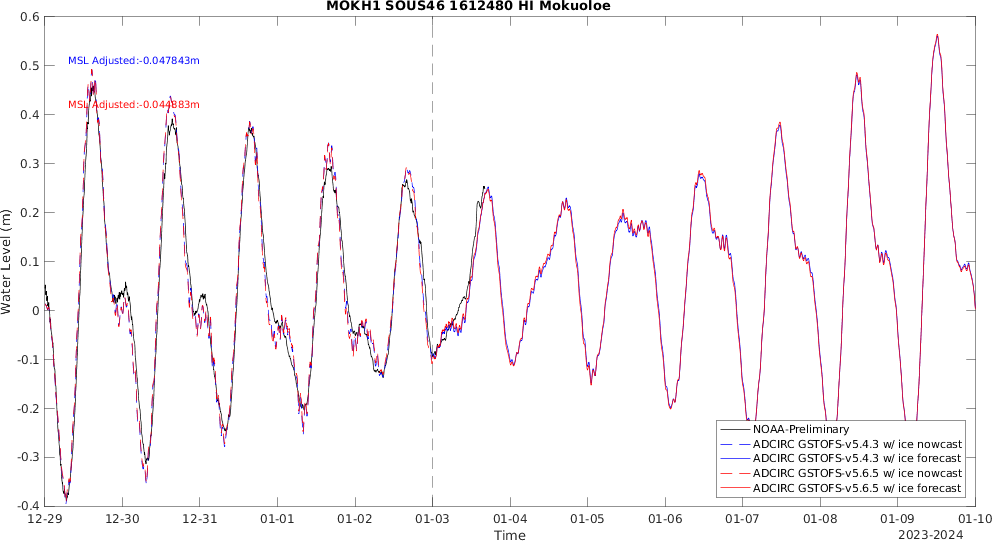 MOKH1 SOUS46 1612480 HI Mokuoloe
0.6
0.5
0.4
0.3
0.2
0.1
0
-0.1
-0.2
-0.3
-0.4
Water Level (m)
MSL Adjusted:-0.047843m
MSL Adjusted:-0.044883m
NOAA-Preliminary
ADCIRC GSTOFS-v5.4.3 w/ ice nowcast
ADCIRC GSTOFS-v5.4.3 w/ ice forecast
ADCIRC GSTOFS-v5.6.5 w/ ice nowcast
ADCIRC GSTOFS-v5.6.5 w/ ice forecast
12-29 12-30 12-31 01-01 01-02 01-03 01-04 01-05 01-06 01-07 01-08 01-09 01-10
Time
2023-2024